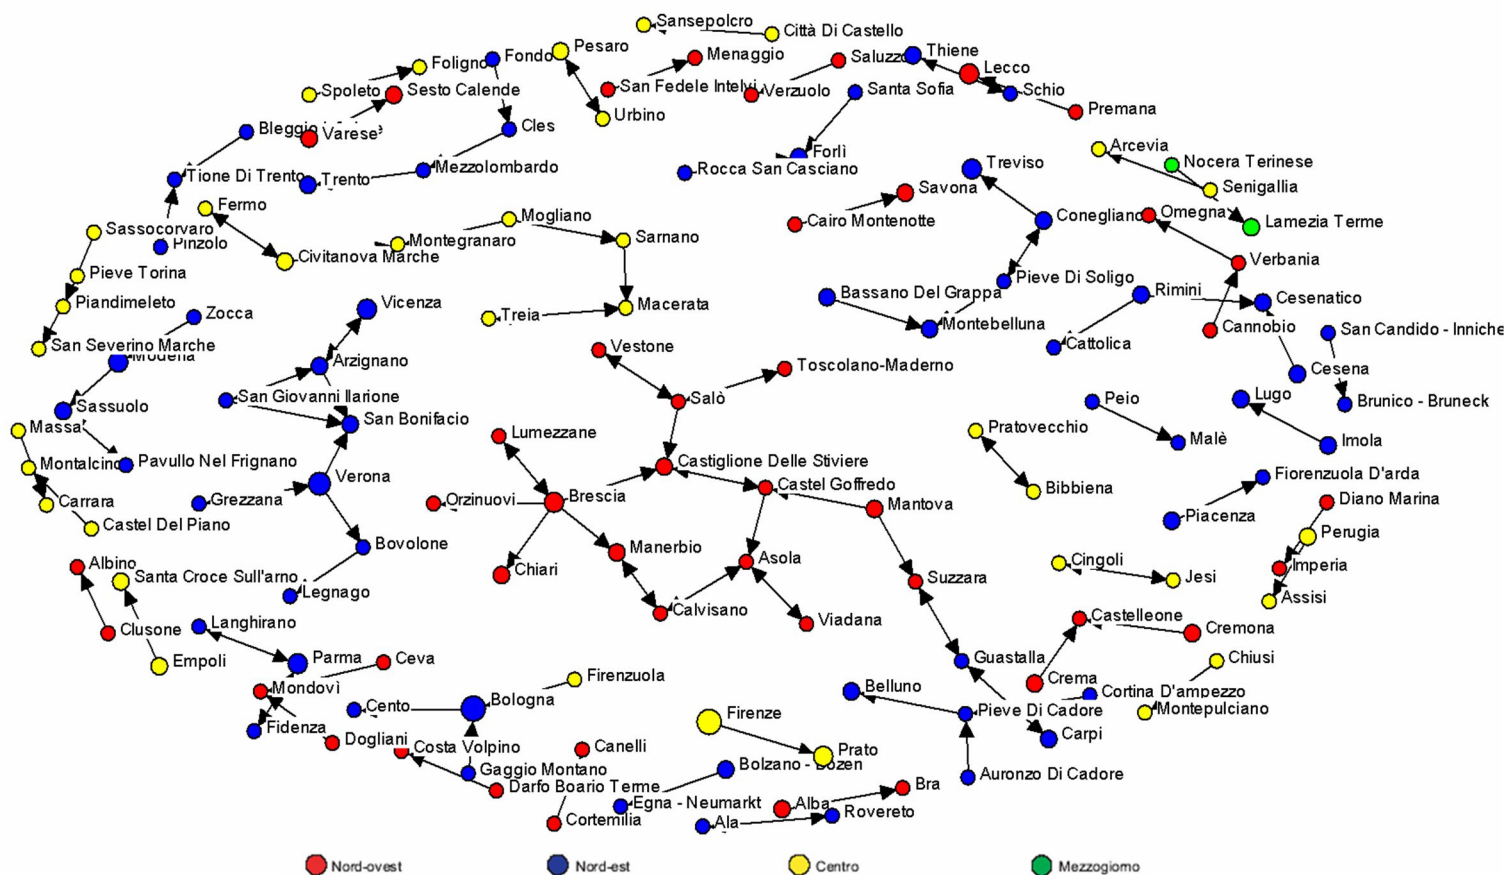 Sansepolcro
Città Di Castello
Pesaro
Menaggio
Saluzzo
Thiene
Fondo
Foligno
Lecco
Spoleto
Sesto Calende
San Fedele Intelvi
Verzuolo
Santa Sofia
Schio
Premana
Urbino
Bleggio
Varese
Cles
Forlì
Arcevia
Nocera Terinese
Tione Di Trento
Trento
Mezzolombardo
Rocca San Casciano
Treviso
Senigallia
Savona
Fermo
Mogliano
Cairo Montenotte
Conegliano
Omegna
Lamezia Terme
Sassocorvaro
Pinzolo
Civitanova Marche
Montegranaro
Sarnano
Verbania
Pieve Torina
Pieve Di Soligo
Piandimeleto
Zocca
Vicenza
Treia
Macerata
Bassano Del Grappa
Montebelluna
Rimini
Cesenatico
Cannobio
San Candido - Inniche
San Severino Marche
Modena
Arzignano
Vestone
Toscolano-Maderno
Cattolica
Cesena
Sassuolo
San Giovanni Ilarione
Salò
Peio
Lugo
Brunico - Bruneck
Massa
San Bonifacio
Lumezzane
Pratovecchio
Malè
Imola
Montalcino
Pavullo Nel Frignano
Verona
Castiglione Delle Stiviere
Castel Goffredo
Bibbiena
Fiorenzuola D'arda
Carrara
Grezzana
Orzinuovi
Brescia
Mantova
Piacenza
Diano Marina
Castel Del Piano
Bovolone
Manerbio
Perugia
Albino
Santa Croce Sull'arno
Chiari
Asola
Suzzara
Cingoli
Jesi
Imperia
Legnago
Assisi
Clusone
Langhirano
Calvisano
Viadana
Castelleone
Cremona
Empoli
Parma
Ceva
Guastalla
Chiusi
Mondovì
Firenzuola
Belluno
Crema
Cortina D'ampezzo
Cento
Bologna
Firenze
Pieve Di Cadore
Montepulciano
Fidenza
Dogliani
Costa Volpino
Canelli
Prato
Carpi
Gaggio Montano
Bolzano - Bozen
Auronzo Di Cadore
Darfo Boario Terme
Egna - Neumarkt
Alba
Bra
Cortemilia
Ala
Rovereto
Nord-ovest
Nord-est
Centro
Mezzogiorno